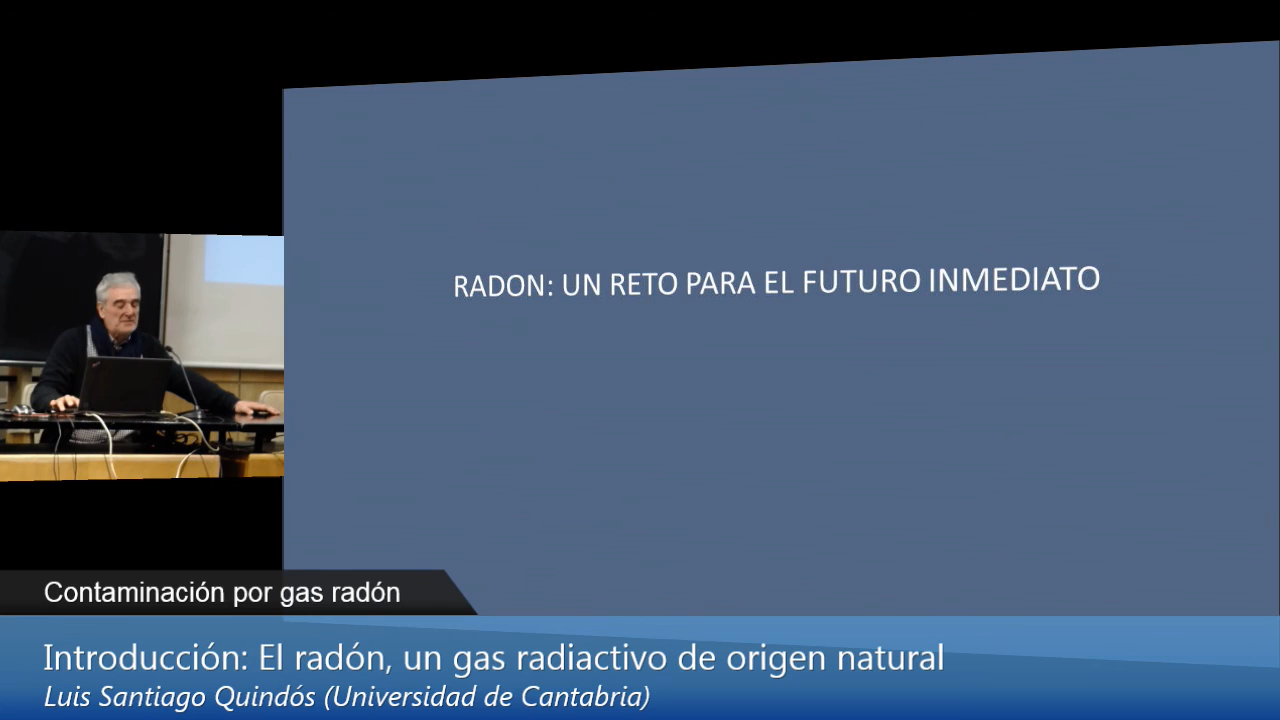 RADON: UN RETO PARA EL FUTURO INMEDIATO
Contaminación por gas radón
Introducción: El radón, un gas radiactivo de origen natural
Luis Santiago Quindós (Universidad de Cantabria)